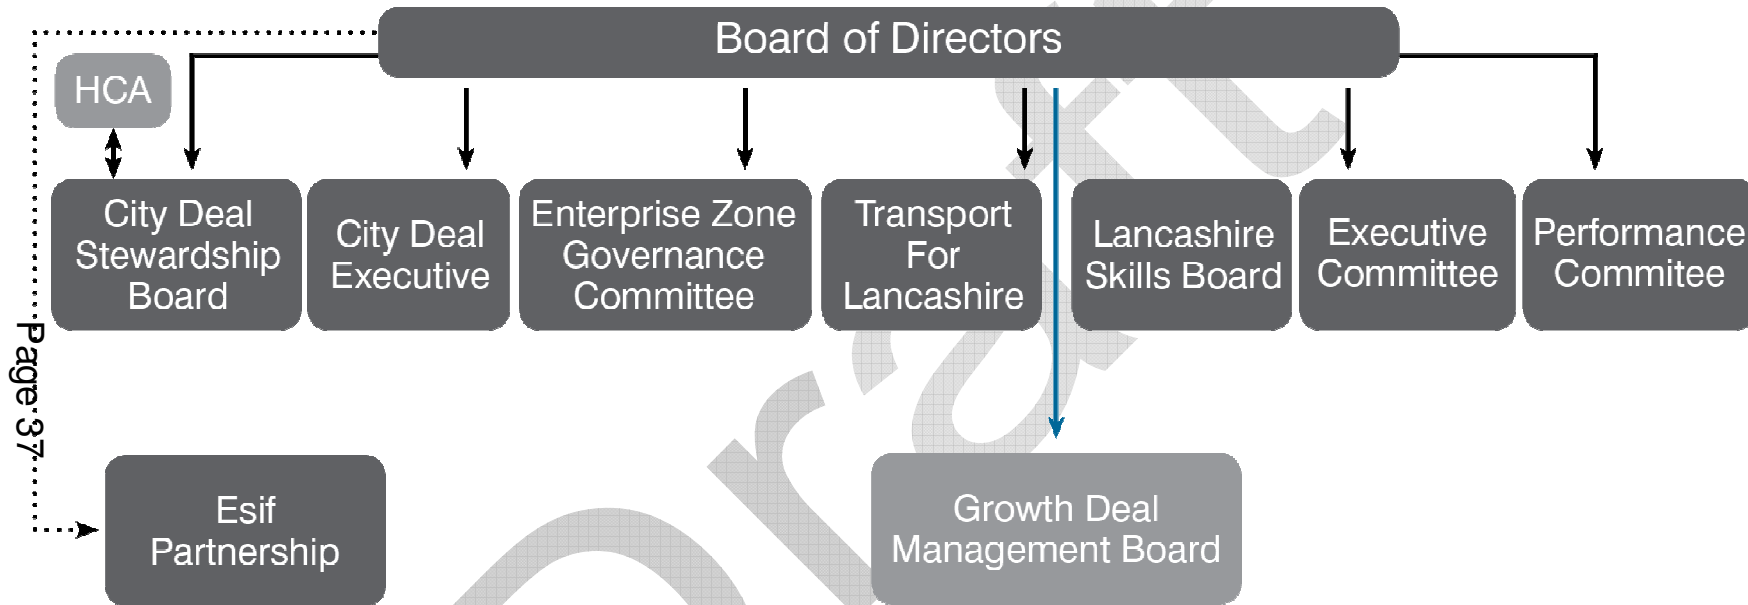 Board of Directors
HCA
City Deal
Stewardship
Board
City Deal
Executive
Enterprise Zone
Governance
Committee
Transport
For
Lancashire
Lancashire
Skills Board
Executive
Committee
Performance
Commitee
Page 37
Esif
Partnership
Growth Deal
Management Board
Draft